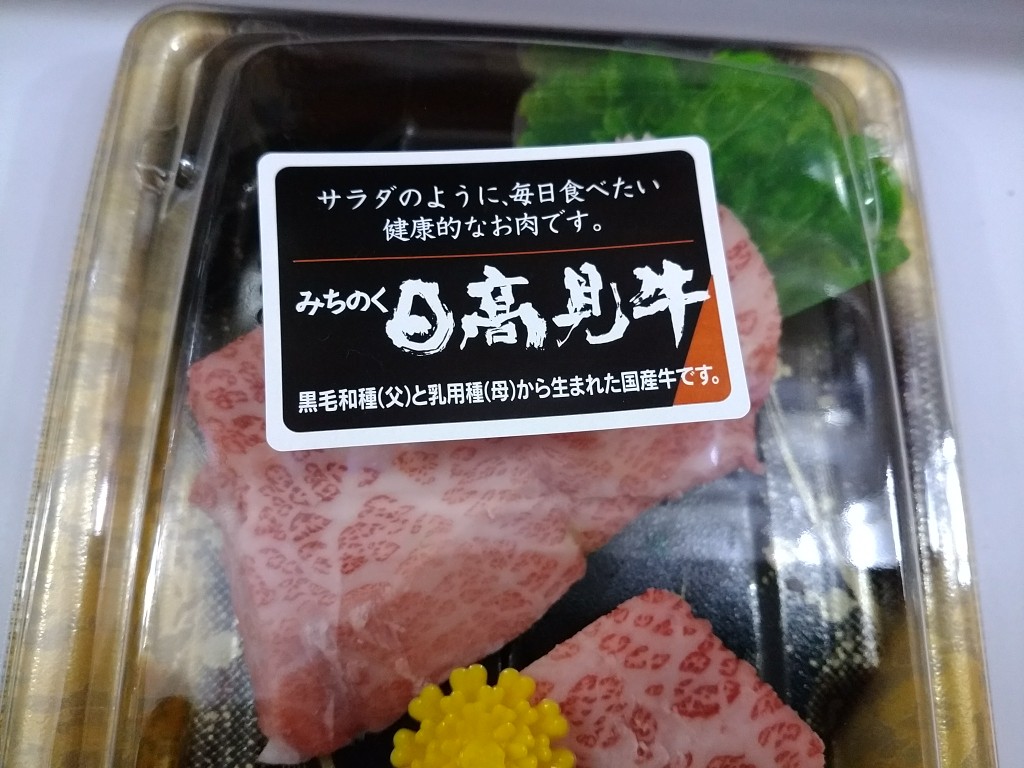 サラダのように、毎日食べたい
健康的なお肉です。
みちのく日高見牛
黒毛和種(父)と乳用種(母)から生まれた国産牛です。